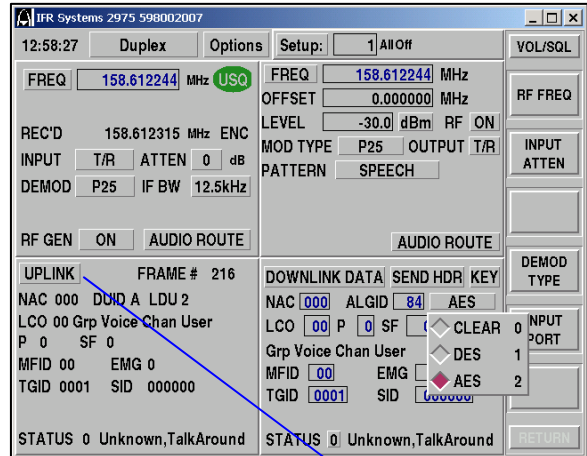 IFR Systems 2975 598002007
12:58:27 Duplex Options Setup: 1 All Off VOL/SQL
FREQ 158.612244 MHz USQ
REC'D 158.612315 MHz ENC
INPUT T/R ATTEN 0 dB
DEMOD P25 IF BW 12.5kHz
RF GEN ON AUDIO ROUTE
FREQ 158.612244 MHz
OFFSET 0.000000 MHz
LEVEL -30.0 dBm RF ON
MOD TYPE P25 OUTPUT T/R
PATTERN SPEECH
AUDIO ROUTE
UPLINK FRAME # 216
NAC 000 DUID A LDU 2
LCO 00 Grp Voice Chan User
P 0 SF 0
MFID 00 EMG 0
TGID 0001 SID 000000
STATUS 0 Unknown,TalkAround
DOWNLINK DATA SEND HDR KEY
NAC 000 ALGID 84 AES
LCO 00 P 0 SF
Grp Voice Chan User
MFID 00 EMG
TGID 0001 SID 000000
STATUS 0 Unknown,TalkAround
CLEAR 0
DES 1
AES 2
RF FREQ
INPUT
ATTEN
DEMOD
TYPE
NPUT
PORT
RETURN